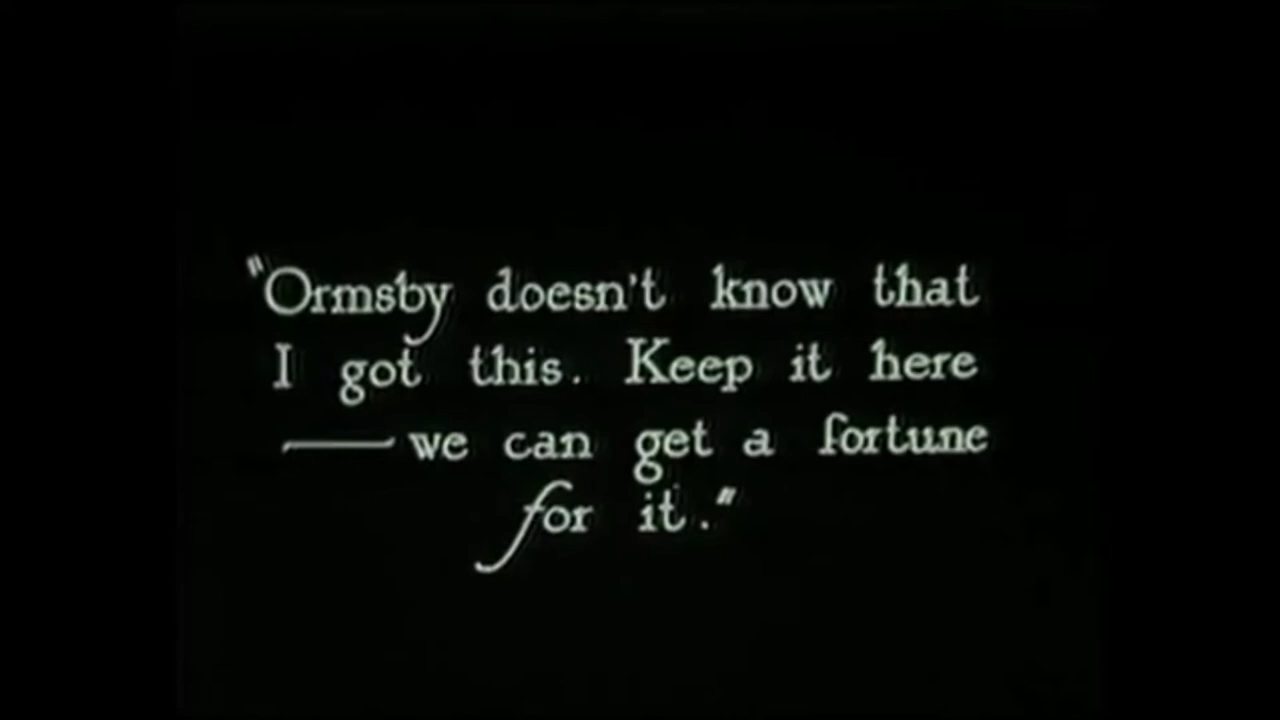 "Ormsby doesn't know that
I got this. Keep it here
—we can get a fortune
for it."